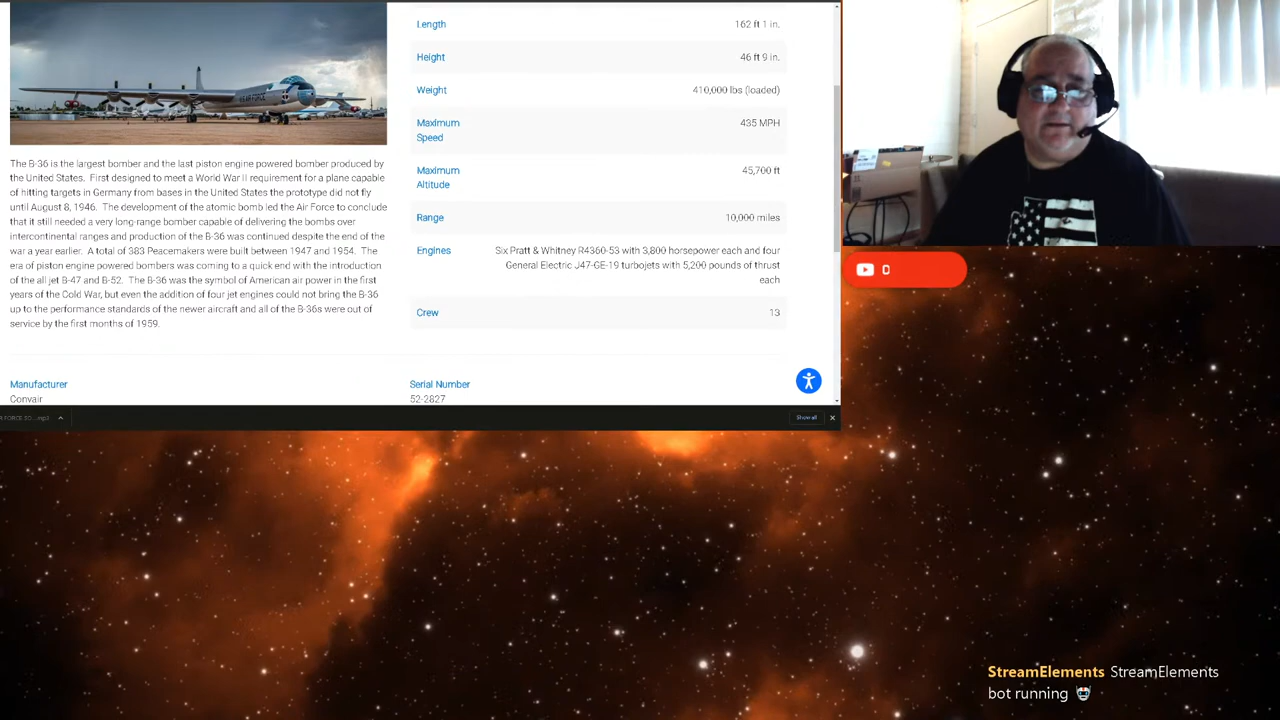 Length 162 ft 1 in.
Height 46 ft 9 in.
Weight 410,000 lbs (loaded)
Maximum Speed 435 MPH
Maximum Altitude 45,700 ft
Range 10,000 miles
Engines Six Pratt & Whitney R4360-53 with 3,800 horsepower each and four
General Electric J47-GE-19 turbojets with 5,200 pounds of thrust
each
Crew 13
The B-36 is the largest bomber and the last piston engine powered bomber produced by
the United States. First designed to meet a World War II requirement for a plane capable
of hitting targets in Germany from bases in the United States the prototype did not fly
until August 8, 1946. The development of the atomic bomb led the Air Force to conclude
that it still needed a very long-range bomber capable of delivering the bombs over
intercontinental ranges and production of the B-36 was continued despite the end of the
war a year earlier. A total of 383 Peacemakers were built between 1947 and 1954. The
era of piston engine powered bombers was coming to a quick end with the introduction
of the all jet B-47 and B-52. The B-36 was the symbol of American air power in the first
years of the Cold War, but even the addition of four jet engines could not bring the B-36
up to the performance standards of the newer aircraft and all of the B-36s were out of
service by the first months of 1959.
Manufacturer
Convair
Serial Number
52-2827
Show all
0
StreamElements StreamElements
bot running